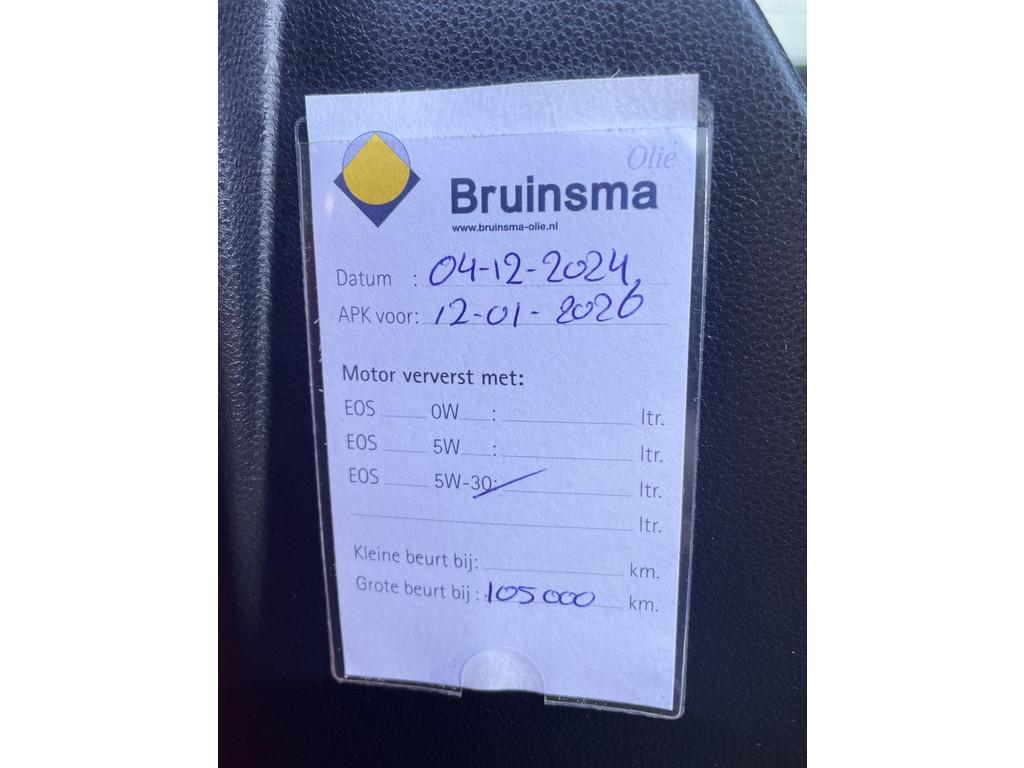 Olie
Bruinsma
www.bruinsma-olie.nl
Datum : 04-12-2024
APK voor: 12-01-2026
Motor ververst met:
EOS 0W : ltr.
EOS 5W : ltr.
EOS 5W-30: ltr.
ltr.
Kleine beurt bij: km.
Grote beurt bij : 105000 km.